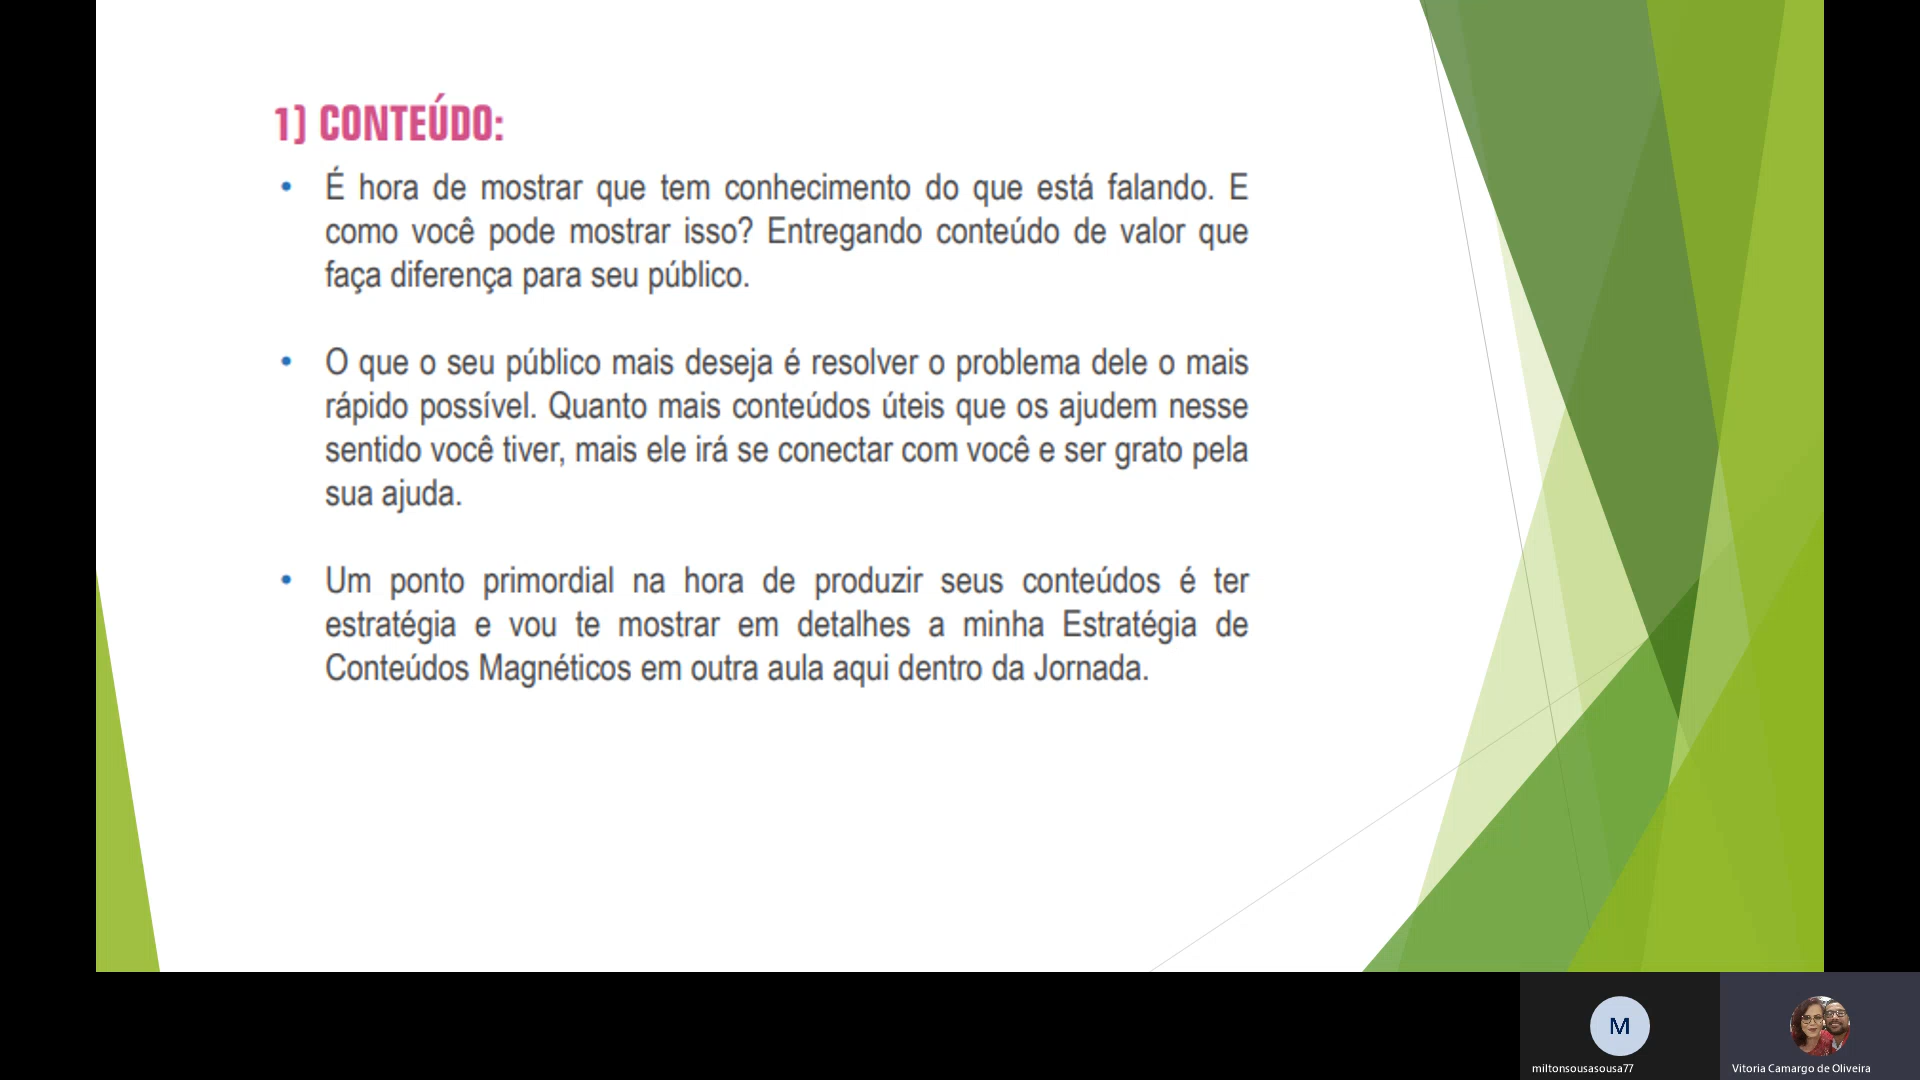 1) CONTEÚDO:
• É hora de mostrar que tem conhecimento do que está falando. E
como você pode mostrar isso? Entregando conteúdo de valor que
faça diferença para seu público.
• O que o seu público mais deseja é resolver o problema dele o mais
rápido possível. Quanto mais conteúdos úteis que os ajudem nesse
sentido você tiver, mais ele irá se conectar com você e ser grato pela
sua ajuda.
• Um ponto primordial na hora de produzir seus conteúdos é ter
estratégia e vou te mostrar em detalhes a minha Estratégia de
Conteúdos Magnéticos em outra aula aqui dentro da Jornada.
M
miltonsousasousa77
Vitoria Camargo de Oliveira